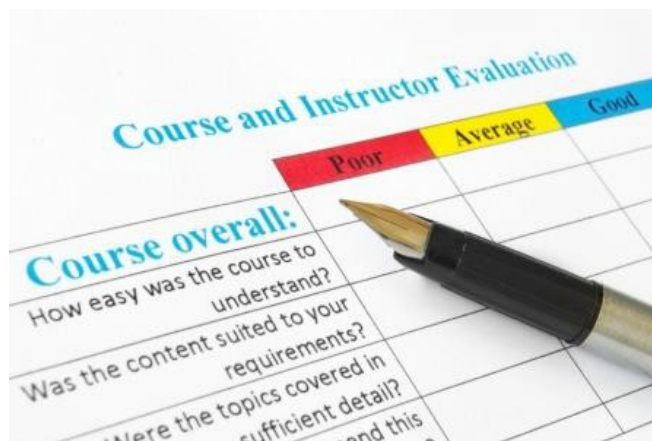 Course and Instructor Evaluation
Poor Average Good
Course overall:
How easy was the course to
understand?
Was the content suited to your
requirements?
Were the topics covered in
sufficient detail?
this